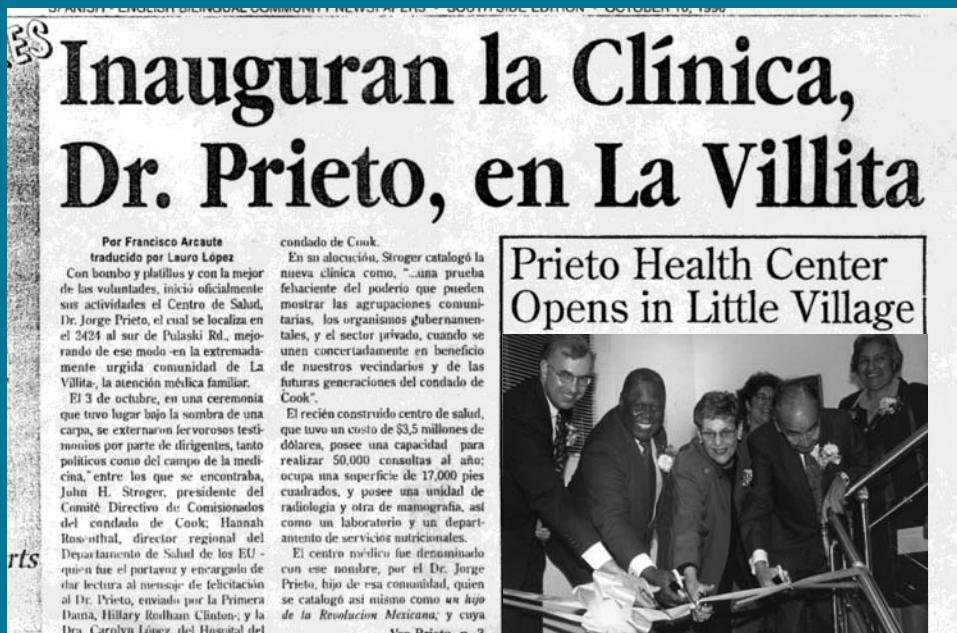 SPANISH - ENGLISH BILINGUAL COMMUNITY NEWSPAPERS • SOUTH SIDE EDITION • OCTOBER 10, 1996
ES
Inauguran la Clínica,
Dr. Prieto, en La Villita
Por Francisco Arcaute
traducido por Lauro López
Con bombo y platillos y con la mejor
de las voluntades, inició oficialmente
sus actividades el Centro de Salud,
Dr. Jorge Prieto, el cual se localiza en
el 2424 al sur de Pulaski Rd., mejo-
rando de ese modo -en la extremada-
mente urgida comunidad de La
Villita-, la atención médica familiar.
El 3 de octubre, en una ceremonia
que tuvo lugar bajo la sombra de una
carpa, se externaron fervorosos testi-
monios por parte de dirigentes, tanto
políticos como del campo de la medi-
cina, entre los que se encontraba,
John H. Stroger, presidente del
Comité Directivo de Comisionados
del condado de Cook; Hannah
Rosenthal, director regional del
Departamento de Salud de los EU -
quien fue el portavoz y encargado de
dar lectura al mensaje de felicitación
al Dr. Prieto, enviado por la Primera
Dama, Hillary Rodham Clinton-; y la
Dra. Carolyn López, del Hospital del
condado de Cook.
En su alocución, Stroger catalogó la
nueva clínica como, "...una prueba
fehaciente del poderío que pueden
mostrar las agrupaciones comuni-
tarias, los organismos gubernamen-
tales, y el sector privado, cuando se
unen concertadamente en beneficio
de nuestros vecindarios y de las
futuras generaciones del condado de
Cook".
El recién construido centro de salud,
que tuvo un costo de $3,5 millones de
dólares, posee una capacidad para
realizar 50,000 consultas al año;
ocupa una superficie de 17,000 pies
cuadrados, y posee una unidad de
radiología y otra de mamografía, así
como un laboratorio y un depart-
amento de servicios nutricionales.
El centro médico fue denominado
con ese nombre, por el Dr. Jorge
Prieto, hijo de esa comunidad, quien
se catalogó así mismo como un hijo
de la Revolucion Mexicana; y cuya
Ver Prieto, p. 2
Prieto Health Center
Opens in Little Village
rts